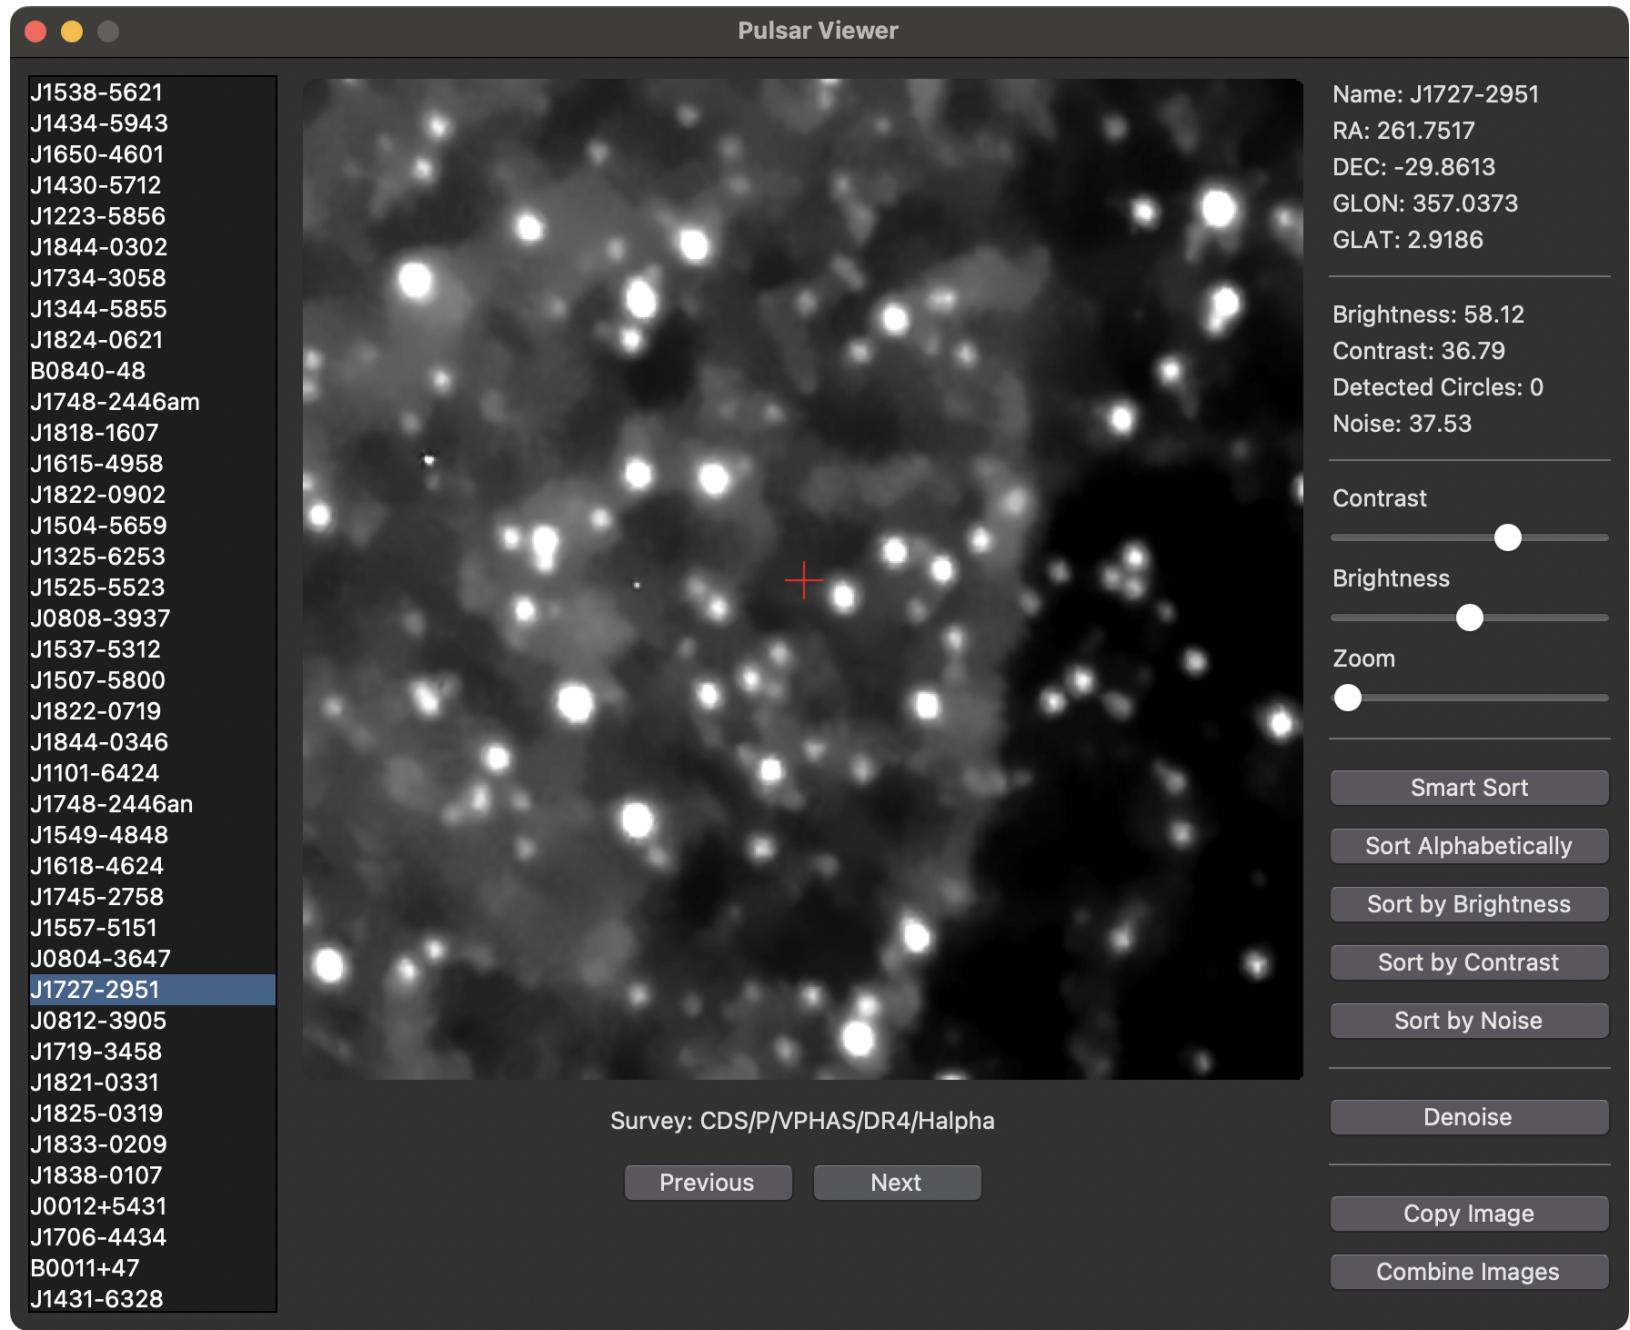 Pulsar Viewer
J1538-5621
J1434-5943
J1650-4601
J1430-5712
J1223-5856
J1844-0302
J1734-3058
J1344-5855
J1824-0621
B0840-48
J1748-2446am
J1818-1607
J1615-4958
J1822-0902
J1504-5659
J1325-6253
J1525-5523
J0808-3937
J1537-5312
J1507-5800
J1822-0719
J1844-0346
J1101-6424
J1748-2446an
J1549-4848
J1618-4624
J1745-2758
J1557-5151
J0804-3647
J1727-2951
J0812-3905
J1719-3458
J1821-0331
J1825-0319
J1833-0209
J1838-0107
J0012+5431
J1706-4434
B0011+47
J1431-6328
Survey: CDS/P/VPHAS/DR4/Halpha
Previous
Next
Name: J1727-2951
RA: 261.7517
DEC: -29.8613
GLON: 357.0373
GLAT: 2.9186
Brightness: 58.12
Contrast: 36.79
Detected Circles: 0
Noise: 37.53
Contrast
Brightness
Zoom
Smart Sort
Sort Alphabetically
Sort by Brightness
Sort by Contrast
Sort by Noise
Denoise
Copy Image
Combine Images